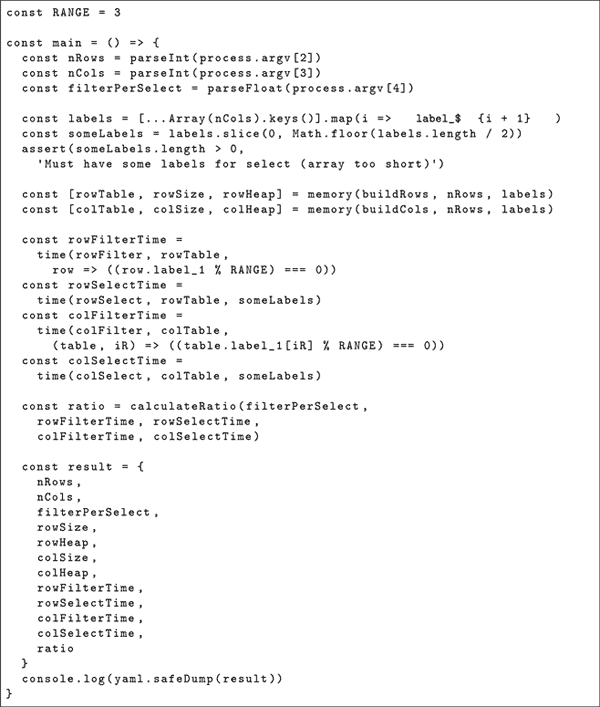 const RANGE = 3

const main = () => {
  const nRows = parseInt(process.argv[2])
  const nCols = parseInt(process.argv[3])
  const filterPerSelect = parseFloat(process.argv[4])

  const labels = [...Array(nCols).keys()].map(i =>   label_$  {i + 1}   )
  const someLabels = labels.slice(0, Math.floor(labels.length / 2))
  assert(someLabels.length > 0,
    'Must have some labels for select (array too short)')

  const [rowTable, rowSize, rowHeap] = memory(buildRows, nRows, labels)
  const [colTable, colSize, colHeap] = memory(buildCols, nRows, labels)

  const rowFilterTime =
    time(rowFilter, rowTable,
      row => ((row.label_1 % RANGE) === 0))
  const rowSelectTime =
    time(rowSelect, rowTable, someLabels)
  const colFilterTime =
    time(colFilter, colTable,
      (table, iR) => ((table.label_1[iR] % RANGE) === 0))
  const colSelectTime =
    time(colSelect, colTable, someLabels)

  const ratio = calculateRatio(filterPerSelect,
    rowFilterTime, rowSelectTime,
    colFilterTime, colSelectTime)

  const result = {
    nRows,
    nCols,
    filterPerSelect,
    rowSize,
    rowHeap,
    colSize,
    colHeap,
    rowFilterTime,
    rowSelectTime,
    colFilterTime,
    colSelectTime,
    ratio
  }
  console.log(yaml.safeDump(result))
}